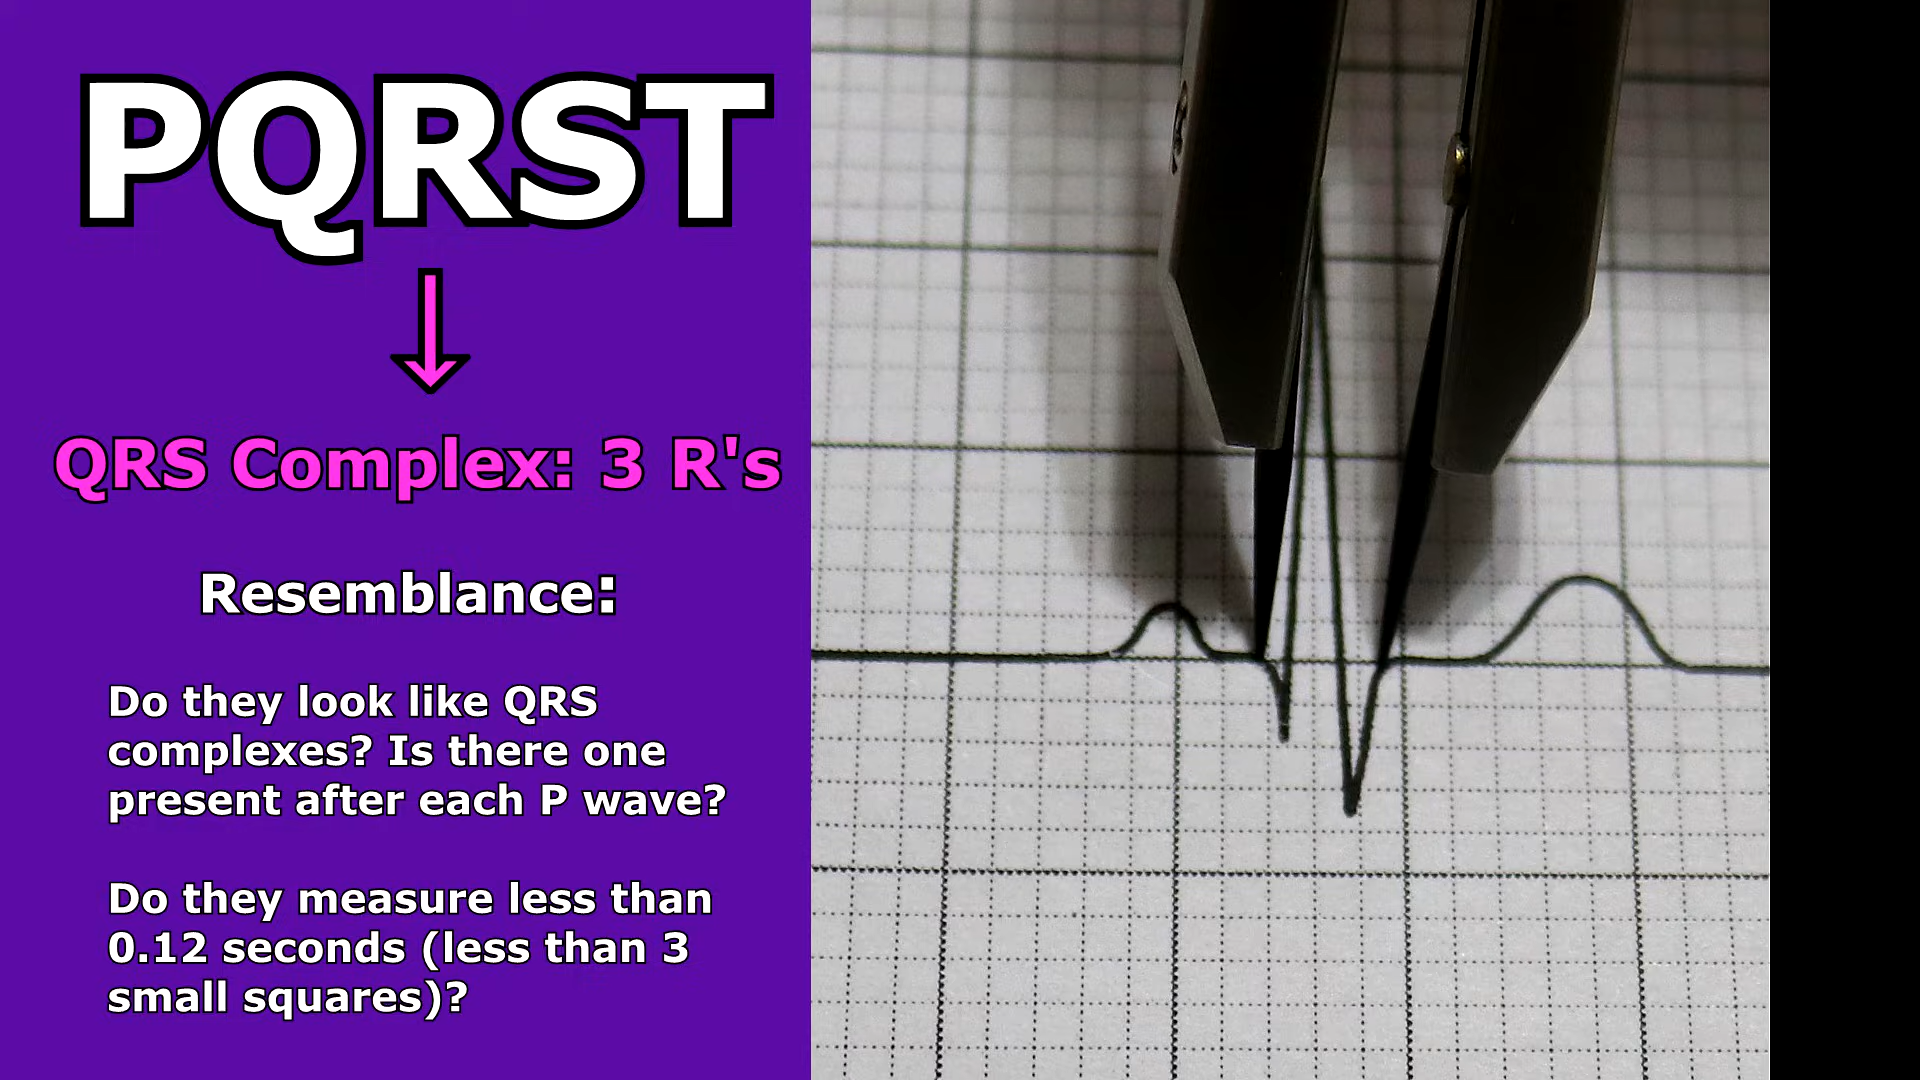 PQRST
QRS Complex: 3 R's
Resemblance:
Do they look like QRS
complexes? Is there one
present after each P wave?
Do they measure less than
0.12 seconds (less than 3
small squares)?